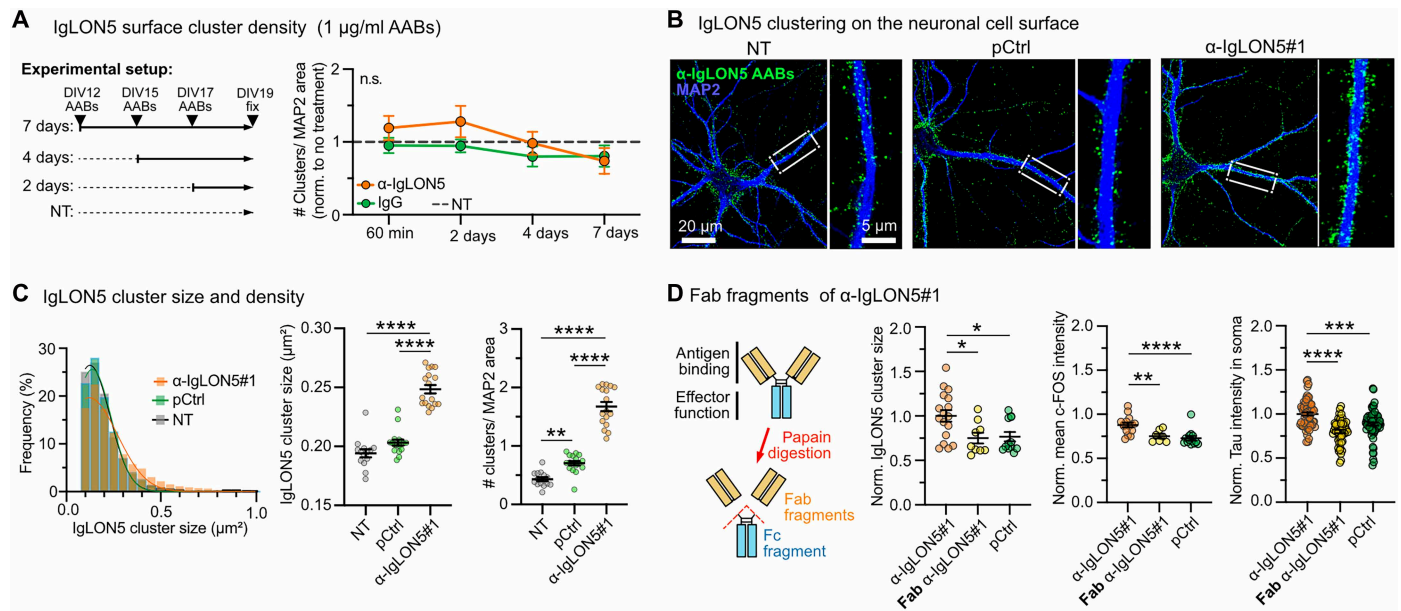 A IgLON5 surface cluster density (1 µg/ml AABs)
Experimental setup:
DIV12 DIV15 DIV17 DIV19
AABs AABs AABs fix
7 days:
4 days:
2 days:
NT:
# Clusters/ MAP2 area
(norm. to no treatment)
2
1
0
n.s.
α-IgLON5
IgG
NT
60 min
2 days
4 days
7 days
B IgLON5 clustering on the neuronal cell surface
NT
pCtrl
α-IgLON5#1
α-IgLON5 AABs
MAP2
20 µm
5 µm
C IgLON5 cluster size and density
Frequency (%)
30
20
10
0
0.0
0.5
1.0
IgLON5 cluster size (µm²)
α-IgLON5#1
pCtrl
NT
IgLON5 cluster size (µm²)
0.30
0.25
0.20
0.15
****
****
NT
pCtrl
α-IgLON5#1
# clusters/ MAP2 area
3
2
1
0
****
****
**
NT
pCtrl
α-IgLON5#1
D Fab fragments of α-IgLON5#1
Antigen
binding
Effector
function
Papain
digestion
Fab
fragments
Fc
fragment
Norm. IgLON5 cluster size
2.0
1.5
1.0
0.5
0.0
*
*
α-IgLON5#1
Fab α-IgLON5#1
pCtrl
Norm. mean c-FOS intensity
2.0
1.5
1.0
0.5
0.0
****
**
α-IgLON5#1
Fab α-IgLON5#1
pCtrl
Norm. Tau intensity in soma
2.0
1.5
1.0
0.5
0.0
***
****
α-IgLON5#1
Fab α-IgLON5#1
pCtrl